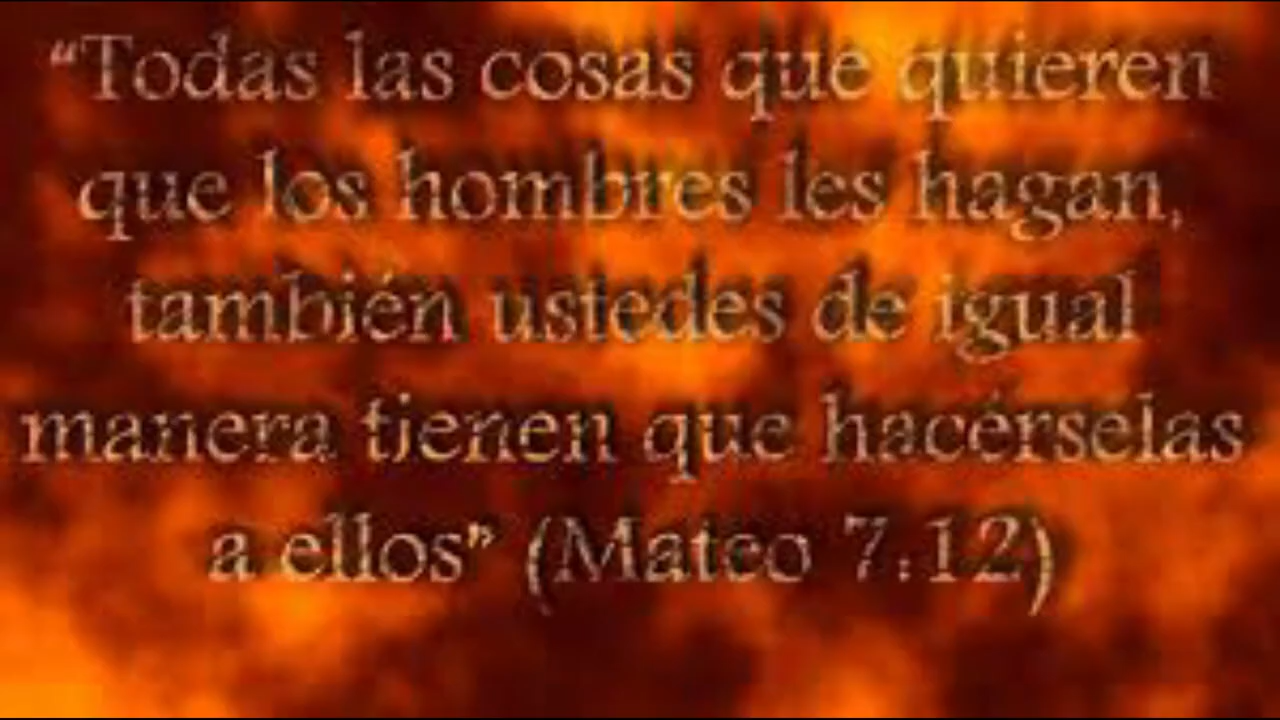 “Todas las cosas que quieren
que los hombres les hagan,
también ustedes de igual
manera tienen que hacérselas
a ellos” (Mateo 7:12)